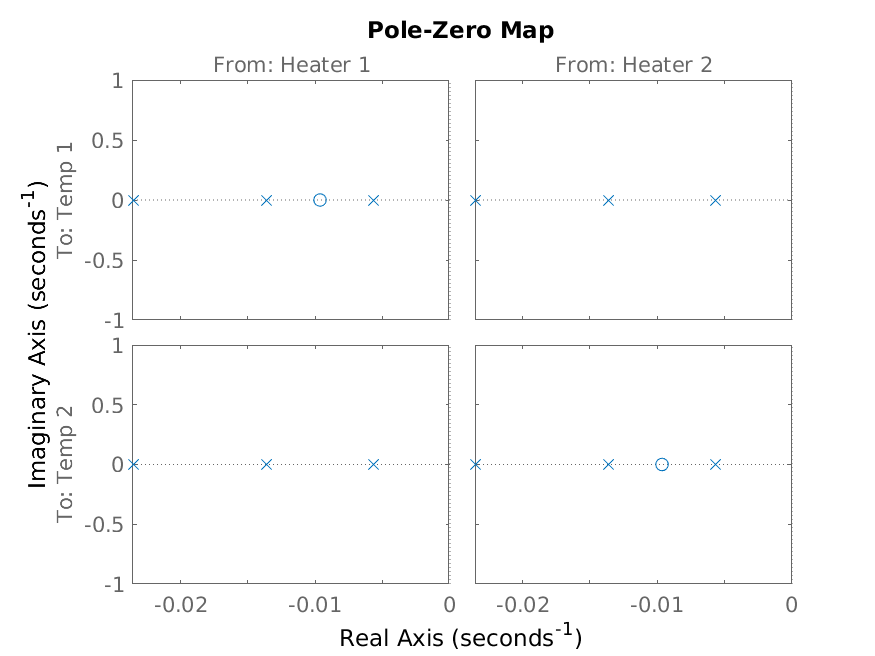 Pole-Zero Map
From: Heater 1
From: Heater 2
Imaginary Axis (seconds⁻¹)
To: Temp 1
1
0.5
0
-0.5
-1
To: Temp 2
1
0.5
0
-0.5
-1
-0.02
-0.01
0
-0.02
-0.01
0
Real Axis (seconds⁻¹)